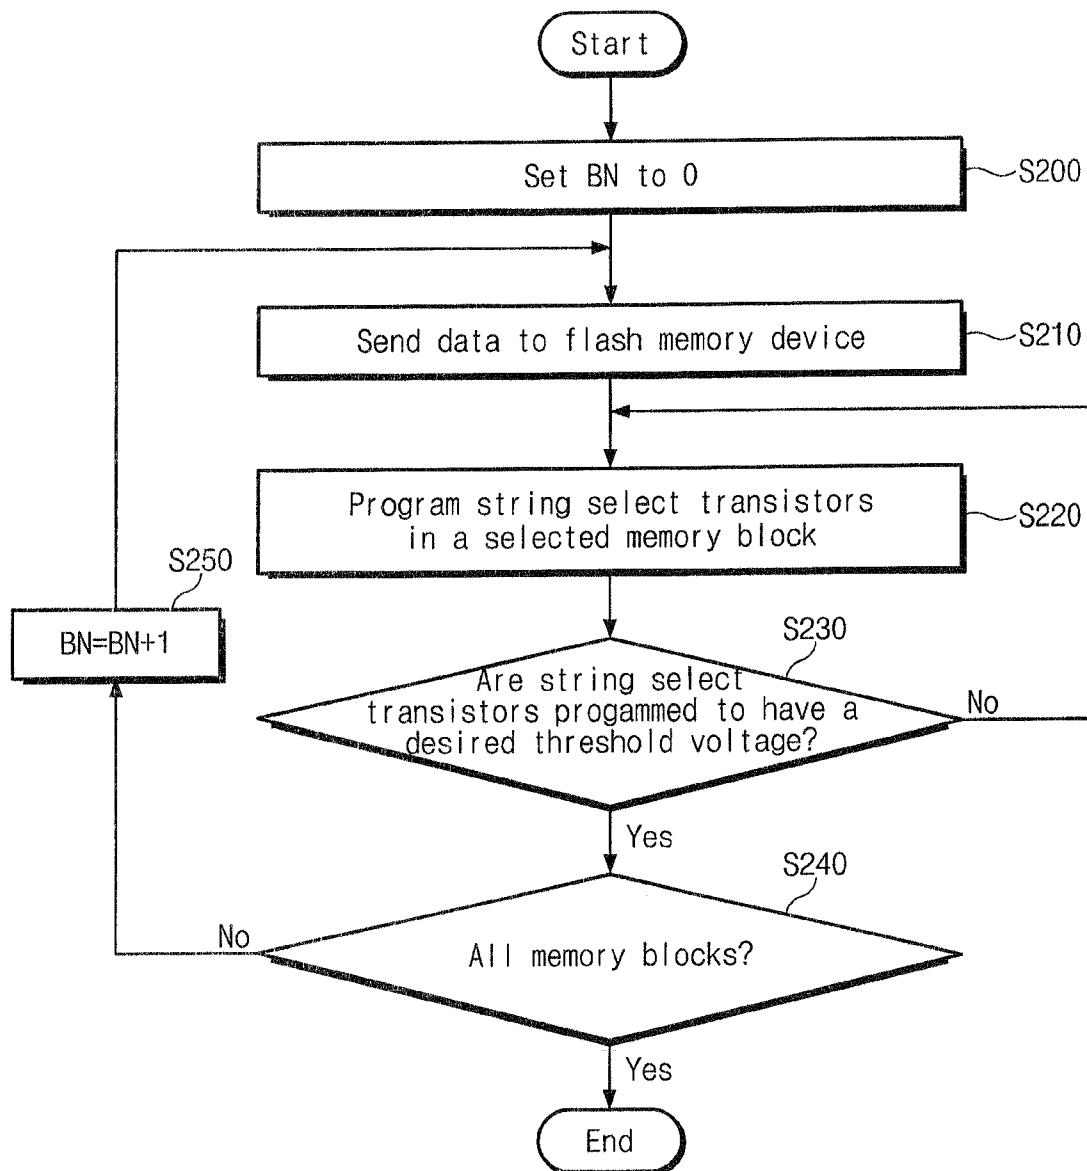 Start
Set BN to 0
S200
Send data to flash memory device
S210
Program string select transistors
in a selected memory block
S220
S250
BN=BN+1
S230
Are string select
transistors progammed to have a
desired threshold voltage?
No
Yes
S240
No
All memory blocks?
Yes
End